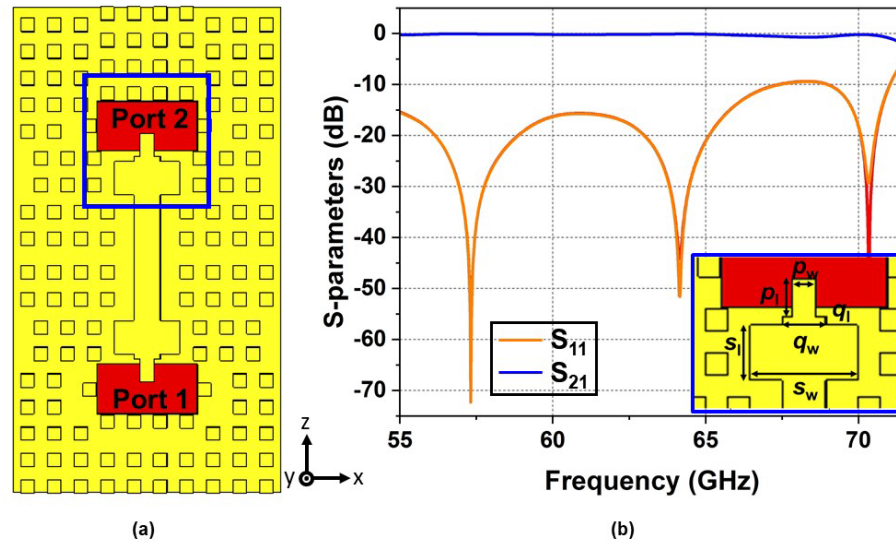 Port 2
Port 1
z
y
x
(a)
S-parameters (dB)
0
-10
-20
-30
-40
-50
-60
-70
S11
S21
pw
pl
ql
qw
sl
sw
55
60
65
70
Frequency (GHz)
(b)